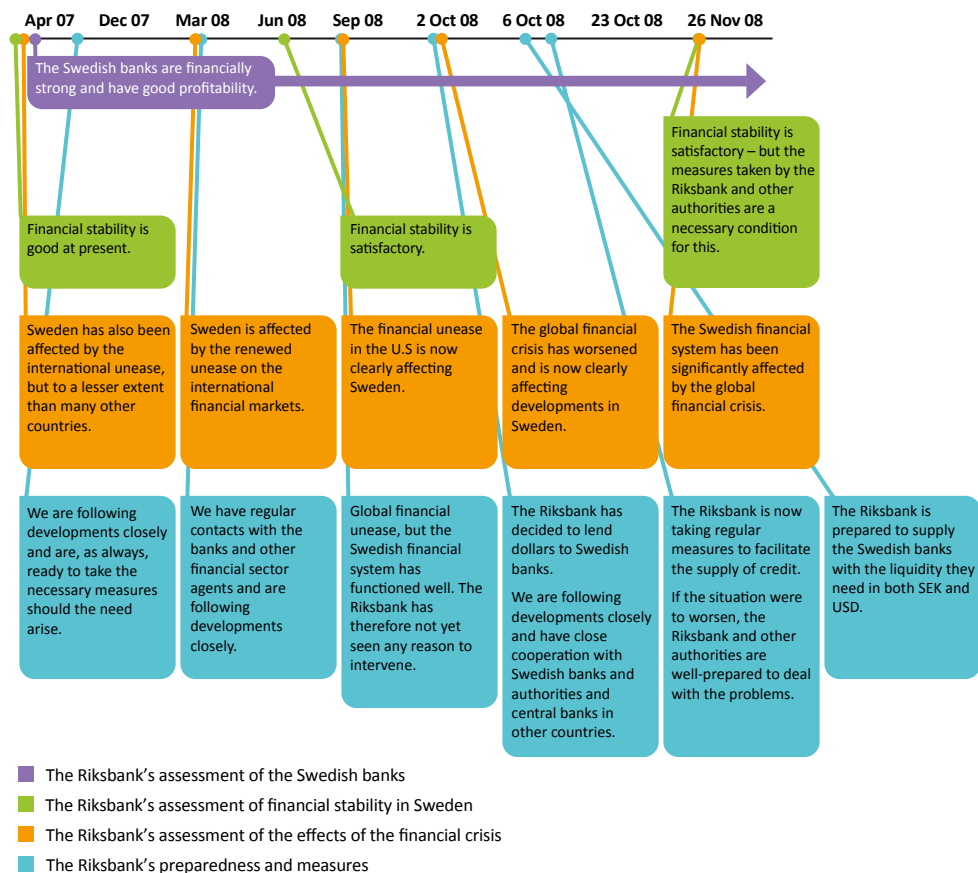 Apr 07 Dec 07 Mar 08 Jun 08 Sep 08 2 Oct 08 6 Oct 08 23 Oct 08 26 Nov 08
The Swedish banks are financially
strong and have good profitability.
Financial stability is
satisfactory – but the
measures taken by the
Riksbank and other
authorities are a
necessary condition
for this.
Financial stability is
good at present.
Financial stability is
satisfactory.
Sweden has also been
affected by the
international unease,
but to a lesser extent
than many other
countries.
Sweden is affected
by the renewed
unease on the
international
financial markets.
The financial unease
in the U.S is now
clearly affecting
Sweden.
The global financial
crisis has worsened
and is now clearly
affecting
developments in
Sweden.
The Swedish financial
system has been
significantly affected
by the global
financial crisis.
We are following
developments closely
and are, as always,
ready to take the
necessary measures
should the need
arise.
We have regular
contacts with the
banks and other
financial sector
agents and are
following
developments
closely.
Global financial
unease, but the
Swedish financial
system has
functioned well. The
Riksbank has
therefore not yet
seen any reason to
intervene.
The Riksbank has
decided to lend
dollars to Swedish
banks.
We are following
developments closely
and have close
cooperation with
Swedish banks and
authorities and
central banks in
other countries.
The Riksbank is now
taking regular
measures to facilitate
the supply of credit.
If the situation were
to worsen, the
Riksbank and other
authorities are
well-prepared to deal
with the problems.
The Riksbank is
prepared to supply
the Swedish banks
with the liquidity they
need in both SEK and
USD.
The Riksbank's assessment of the Swedish banks
The Riksbank's assessment of financial stability in Sweden
The Riksbank's assessment of the effects of the financial crisis
The Riksbank's preparedness and measures